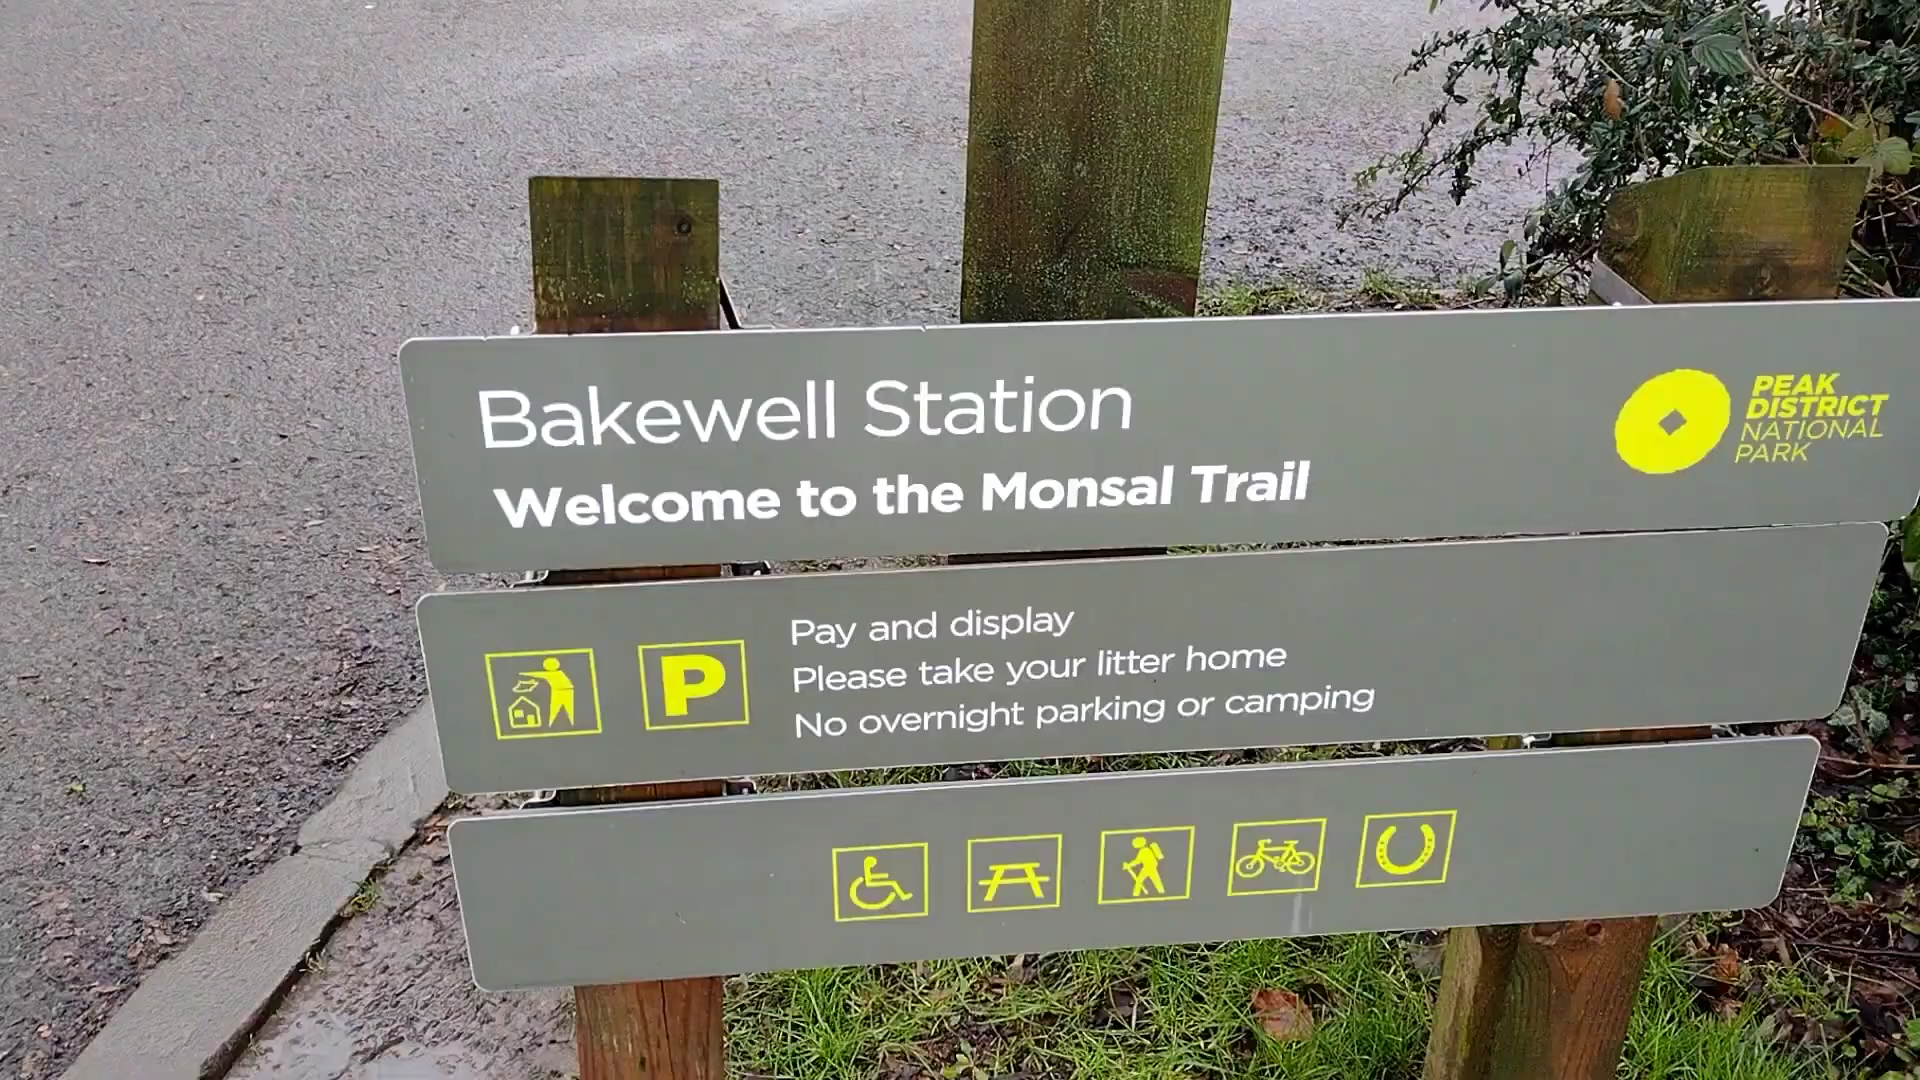 Bakewell Station
Welcome to the Monsal Trail
PEAK
DISTRICT
NATIONAL
PARK
P
Pay and display
Please take your litter home
No overnight parking or camping